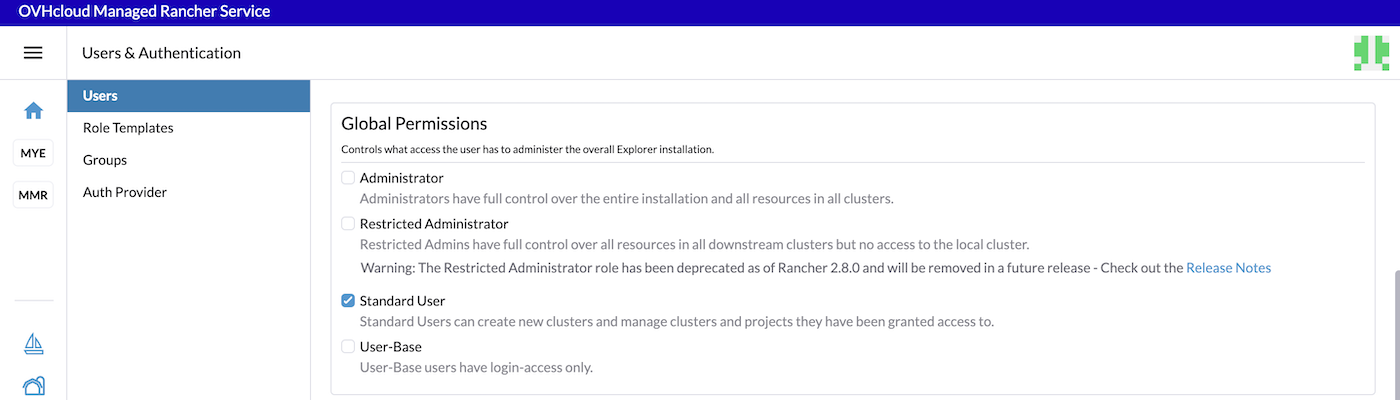 OVHcloud Managed Rancher Service
Users & Authentication
MYE
MMR
Users
Role Templates
Groups
Auth Provider
Global Permissions
Controls what access the user has to administer the overall Explorer installation.
Administrator
Administrators have full control over the entire installation and all resources in all clusters.
Restricted Administrator
Restricted Admins have full control over all resources in all downstream clusters but no access to the local cluster.
Warning: The Restricted Administrator role has been deprecated as of Rancher 2.8.0 and will be removed in a future release - Check out the Release Notes
Standard User
Standard Users can create new clusters and manage clusters and projects they have been granted access to.
User-Base
User-Base users have login-access only.